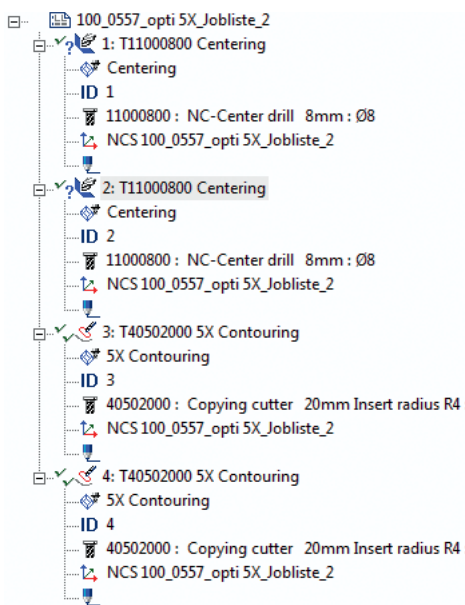 100_0557_opti 5X_Jobliste_2
1: T11000800 Centering
Centering
ID 1
11000800 : NC-Center drill 8mm : Ø8
NCS 100_0557_opti 5X_Jobliste_2
2: T11000800 Centering
Centering
ID 2
11000800 : NC-Center drill 8mm : Ø8
NCS 100_0557_opti 5X_Jobliste_2
3: T40502000 5X Contouring
5X Contouring
ID 3
40502000 : Copying cutter 20mm Insert radius R4
NCS 100_0557_opti 5X_Jobliste_2
4: T40502000 5X Contouring
5X Contouring
ID 4
40502000 : Copying cutter 20mm Insert radius R4
NCS 100_0557_opti 5X_Jobliste_2